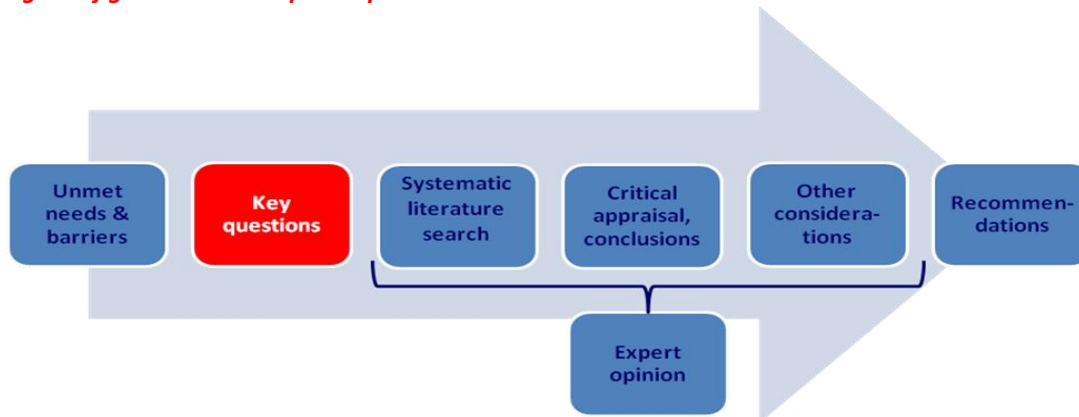 Unmet
needs &
barriers
Key
questions
Systematic
literature
search
Critical
appraisal,
conclusions
Other
considera-
tions
Recommen-
dations
Expert
opinion